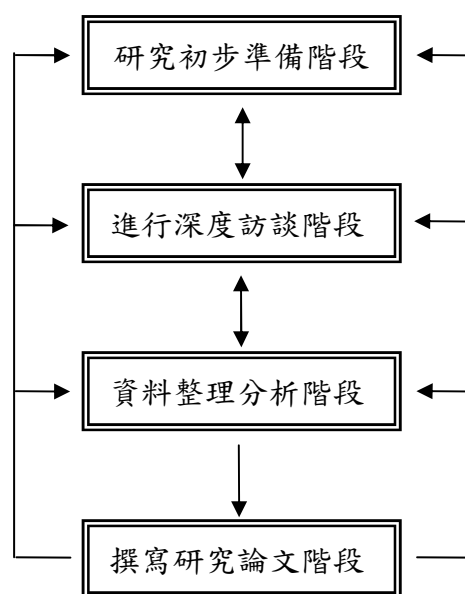 研究初步準備階段
進行深度訪談階段
資料整理分析階段
撰寫研究論文階段